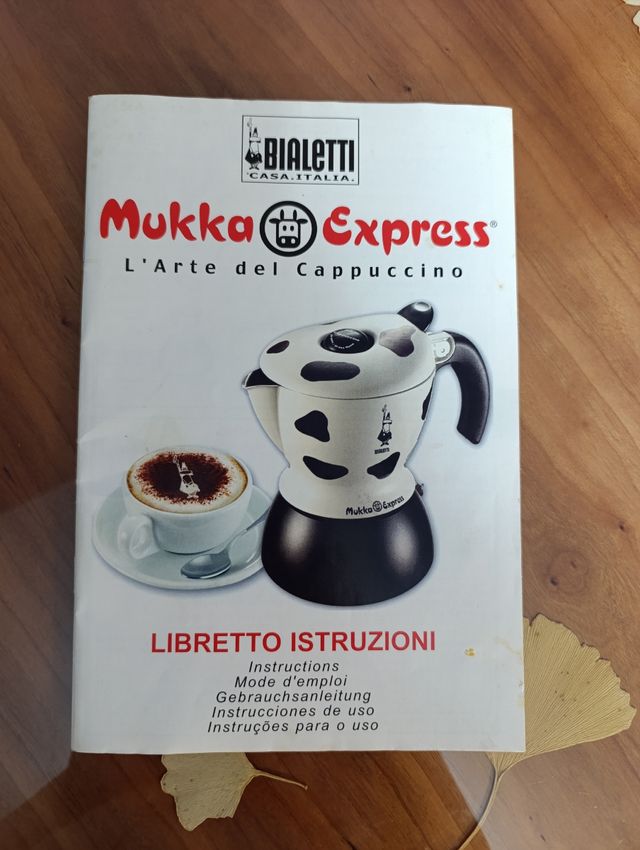 BIALETTI
CASA.ITALIA.
Mukka Express®
L'Arte del Cappuccino
BIALETTI
Mukka Express
LIBRETTO ISTRUZIONI
Instructions
Mode d'emploi
Gebrauchsanleitung
Instrucciones de uso
Instruções para o uso